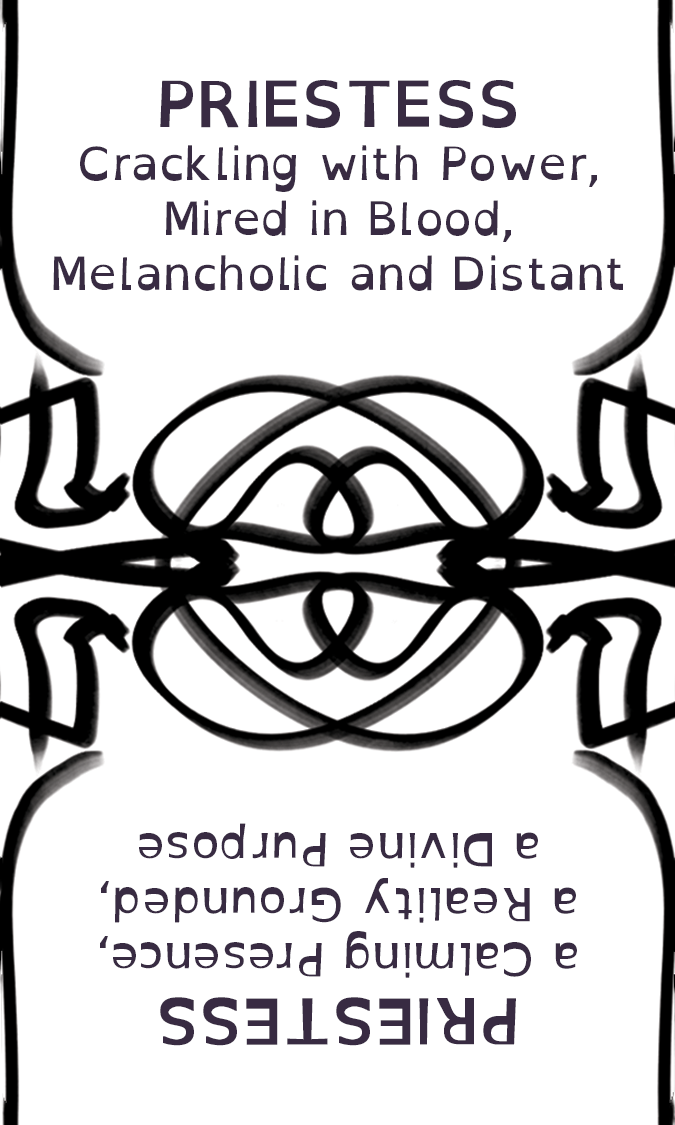 PRIESTESS
Crackling with Power,
Mired in Blood,
Melancholic and Distant
PRIESTESS
a Calming Presence,
a Reality Grounded,
a Divine Purpose